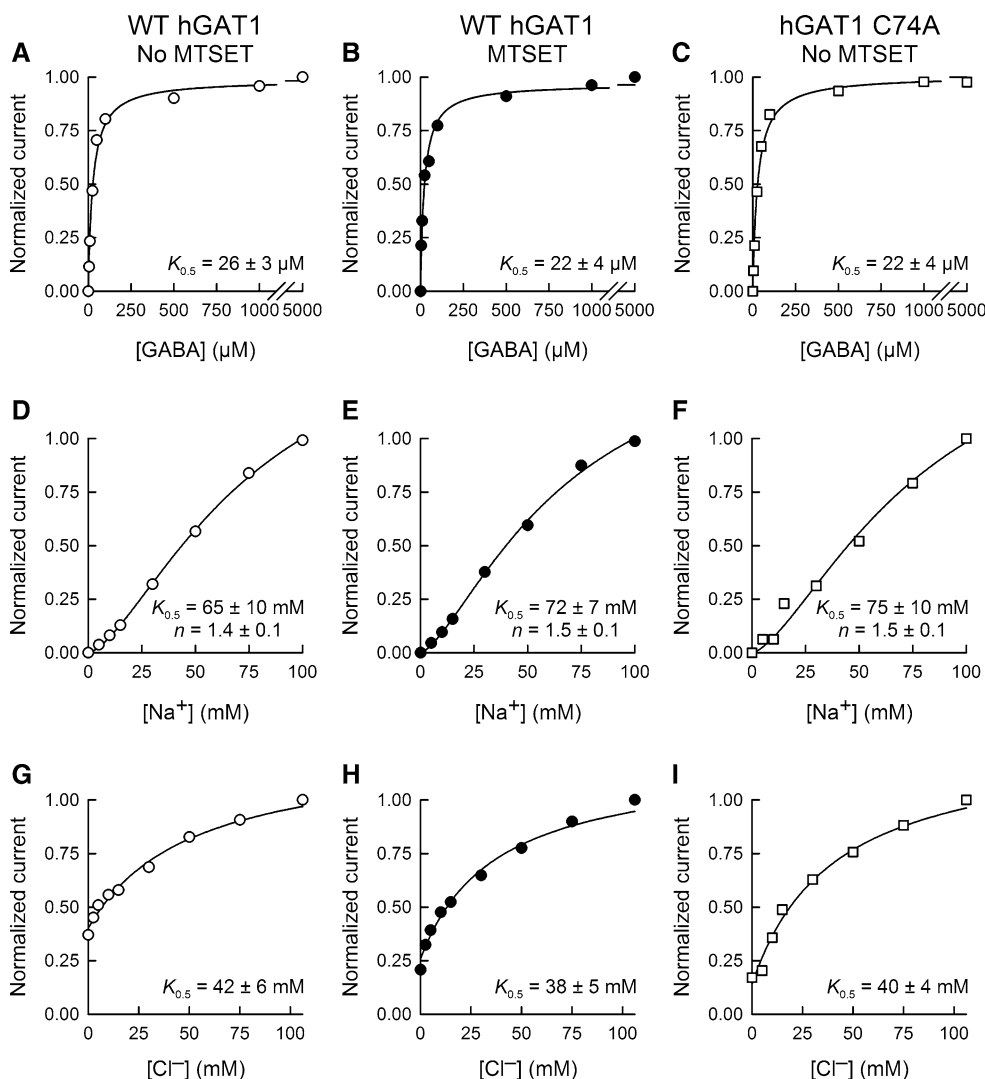 WT hGAT1
No MTSET
WT hGAT1
MTSET
hGAT1 C74A
No MTSET
A
Normalized current
1.00
0.75
0.50
0.25
0.00
K0.5 = 26 ± 3 µM
0 250 500 750 1000 5000
[GABA] (µM)
B
Normalized current
1.00
0.75
0.50
0.25
0.00
K0.5 = 22 ± 4 µM
0 250 500 750 1000 5000
[GABA] (µM)
C
Normalized current
1.00
0.75
0.50
0.25
0.00
K0.5 = 22 ± 4 µM
0 250 500 750 1000 5000
[GABA] (µM)
D
Normalized current
1.00
0.75
0.50
0.25
0.00
K0.5 = 65 ± 10 mM
n = 1.4 ± 0.1
0 25 50 75 100
[Na+] (mM)
E
Normalized current
1.00
0.75
0.50
0.25
0.00
K0.5 = 72 ± 7 mM
n = 1.5 ± 0.1
0 25 50 75 100
[Na+] (mM)
F
Normalized current
1.00
0.75
0.50
0.25
0.00
K0.5 = 75 ± 10 mM
n = 1.5 ± 0.1
0 25 50 75 100
[Na+] (mM)
G
Normalized current
1.00
0.75
0.50
0.25
0.00
K0.5 = 42 ± 6 mM
0 25 50 75 100
[Cl−] (mM)
H
Normalized current
1.00
0.75
0.50
0.25
0.00
K0.5 = 38 ± 5 mM
0 25 50 75 100
[Cl−] (mM)
I
Normalized current
1.00
0.75
0.50
0.25
0.00
K0.5 = 40 ± 4 mM
0 25 50 75 100
[Cl−] (mM)